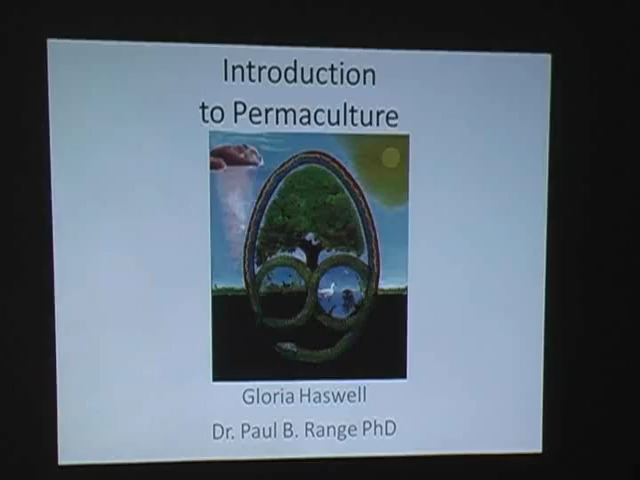 Introduction
to Permaculture
Gloria Haswell
Dr. Paul B. Range PhD